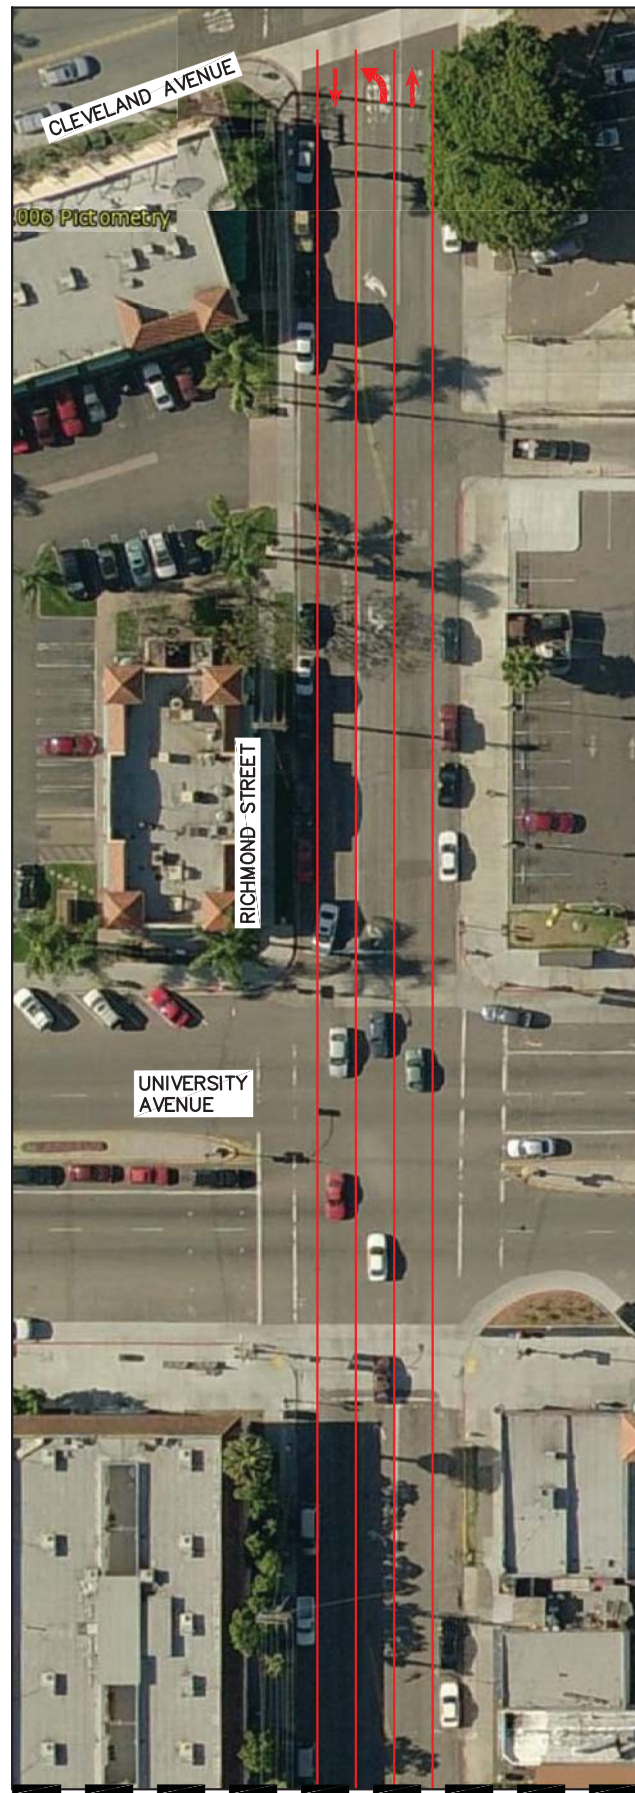 CLEVELAND AVENUE
.006 Pictometry
RICHMOND STREET
UNIVERSITY
AVENUE